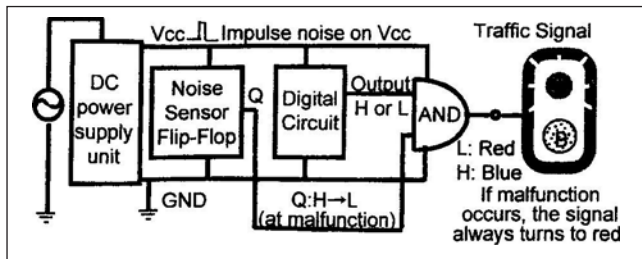 Vcc Impulse noise on Vcc
Traffic Signal
DC
power
supply
unit
Noise
Sensor
Flip-Flop
Q
Digital
Circuit
Output
H or L
AND
B
L: Red
H: Blue
GND
Q:H→L
(at malfunction)
If malfunction
occurs, the signal
always turns to red